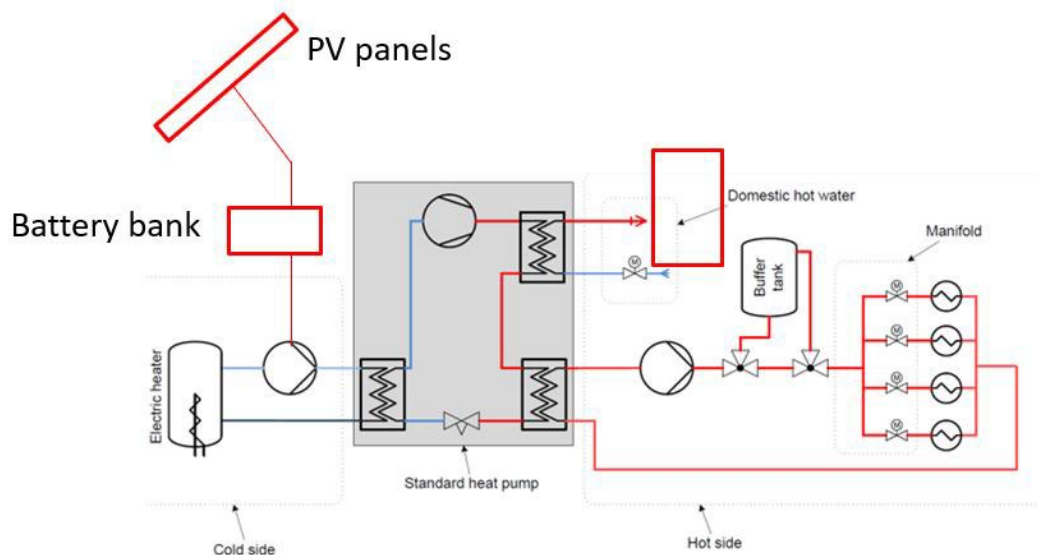 PV panels
Battery bank
Domestic hot water
Manifold
Buffer
tank
M
M
M
M
M
Electric heater
Standard heat pump
Cold side
Hot side